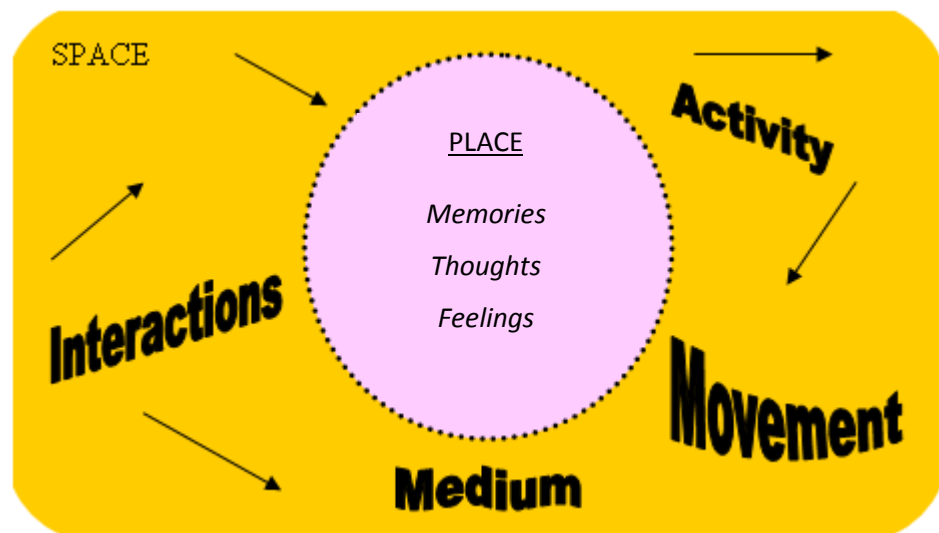 SPACE
Activity
PLACE
Memories
Thoughts
Feelings
Interactions
Movement
Medium